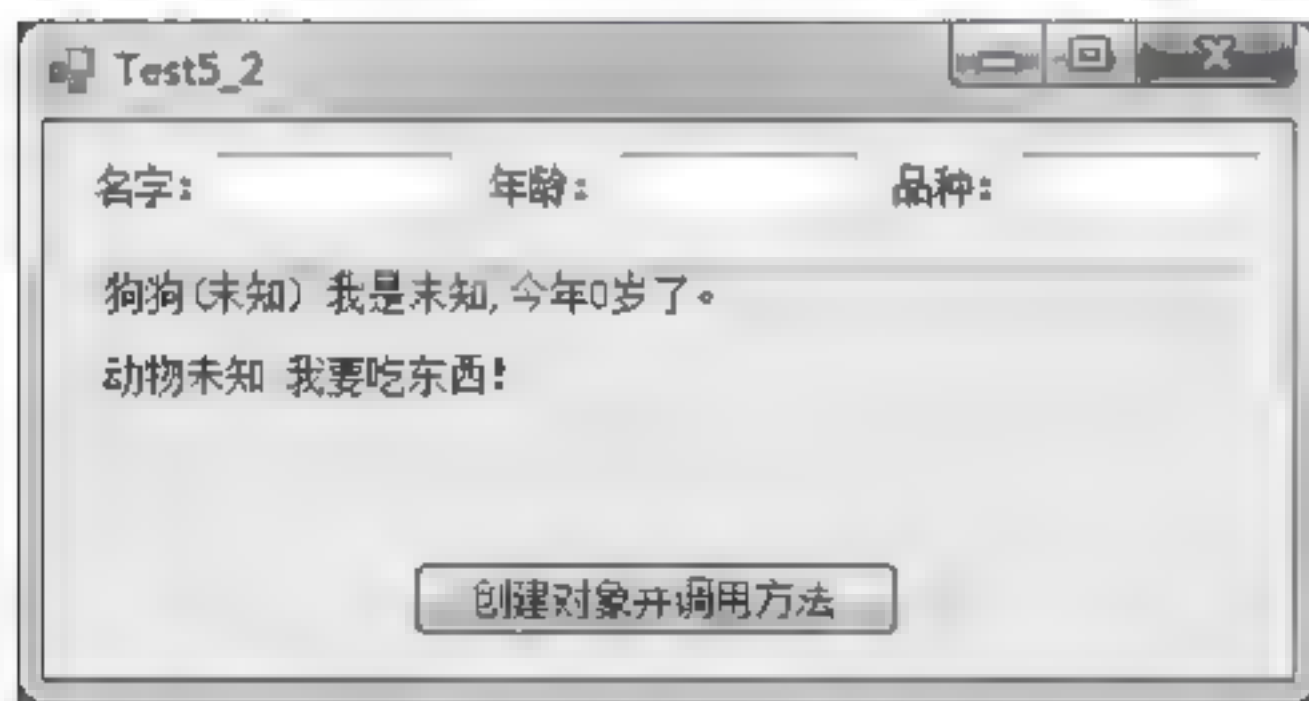 Test5_2
名字: 年龄: 品种:
狗狗(未知) 我是未知,今年0岁了。
动物未知 我要吃东西!
创建对象并调用方法